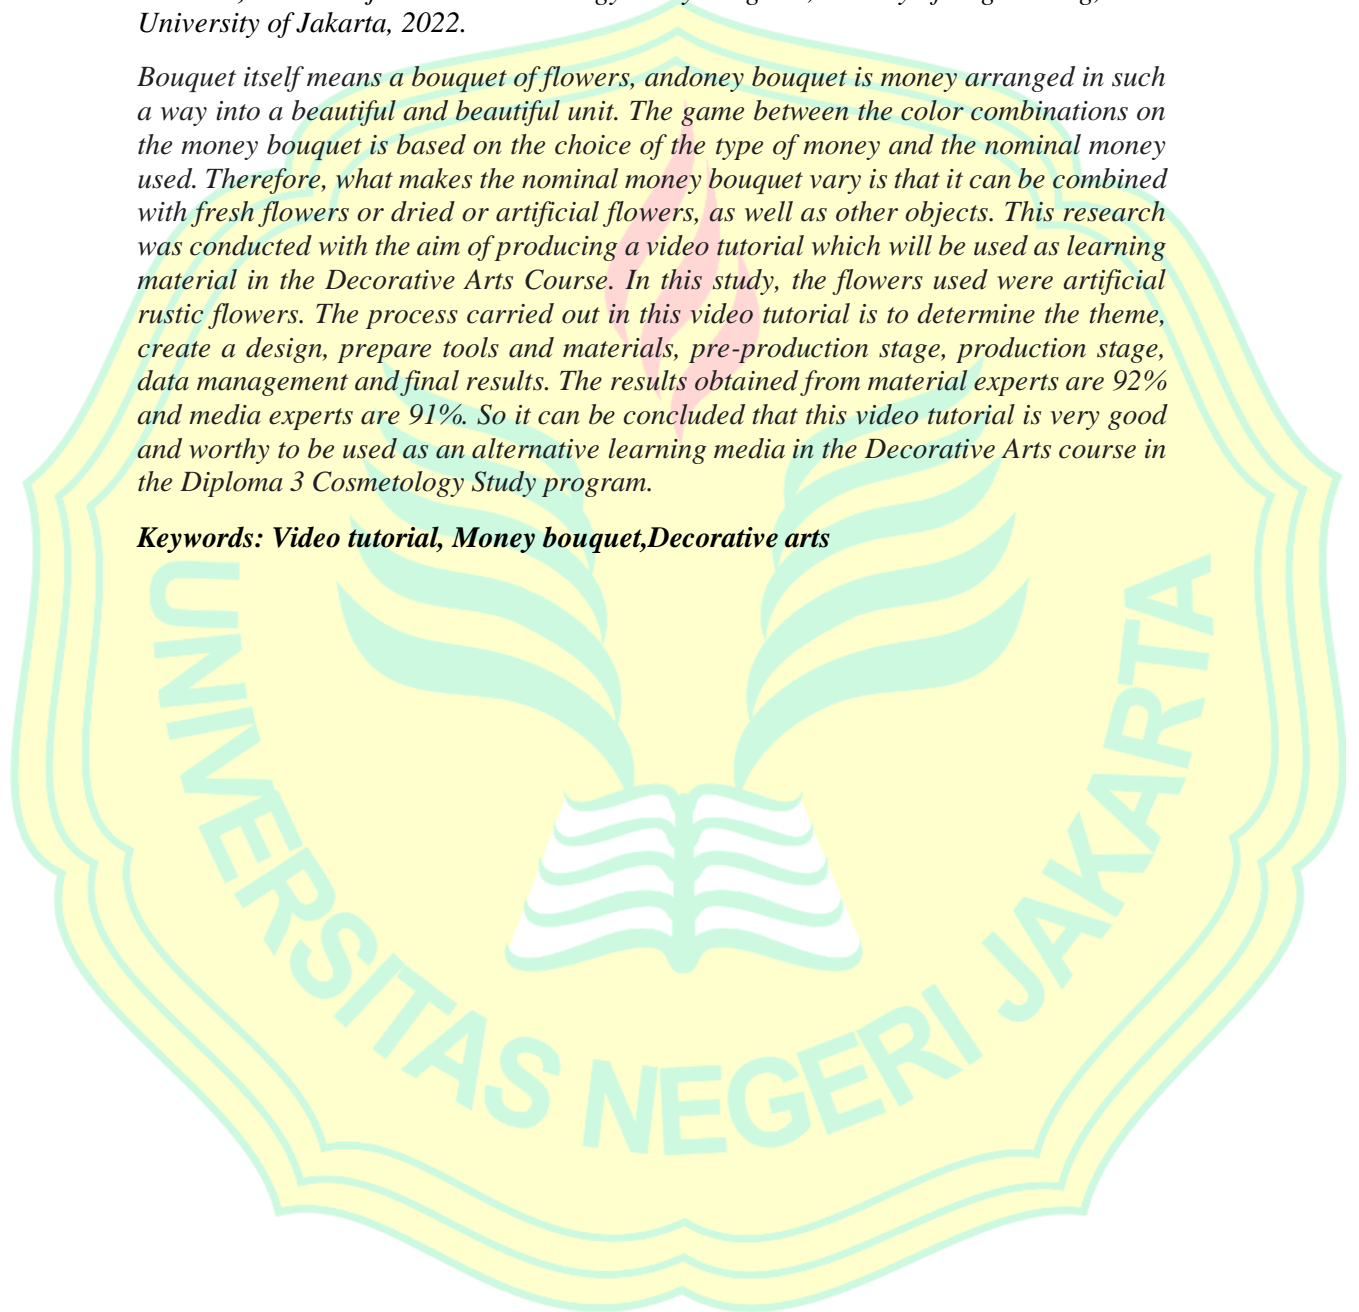 University of Jakarta, 2022.
Bouquet itself means a bouquet of flowers, andoney bouquet is money arranged in such
a way into a beautiful and beautiful unit. The game between the color combinations on
the money bouquet is based on the choice of the type of money and the nominal money
used. Therefore, what makes the nominal money bouquet vary is that it can be combined
with fresh flowers or dried or artificial flowers, as well as other objects. This research
was conducted with the aim of producing a video tutorial which will be used as learning
material in the Decorative Arts Course. In this study, the flowers used were artificial
rustic flowers. The process carried out in this video tutorial is to determine the theme,
create a design, prepare tools and materials, pre-production stage, production stage,
data management and final results. The results obtained from material experts are 92%
and media experts are 91%. So it can be concluded that this video tutorial is very good
and worthy to be used as an alternative learning media in the Decorative Arts course in
the Diploma 3 Cosmetology Study program.
Keywords: Video tutorial, Money bouquet,Decorative arts
UNIVERSITAS NEGERI JAKARTA